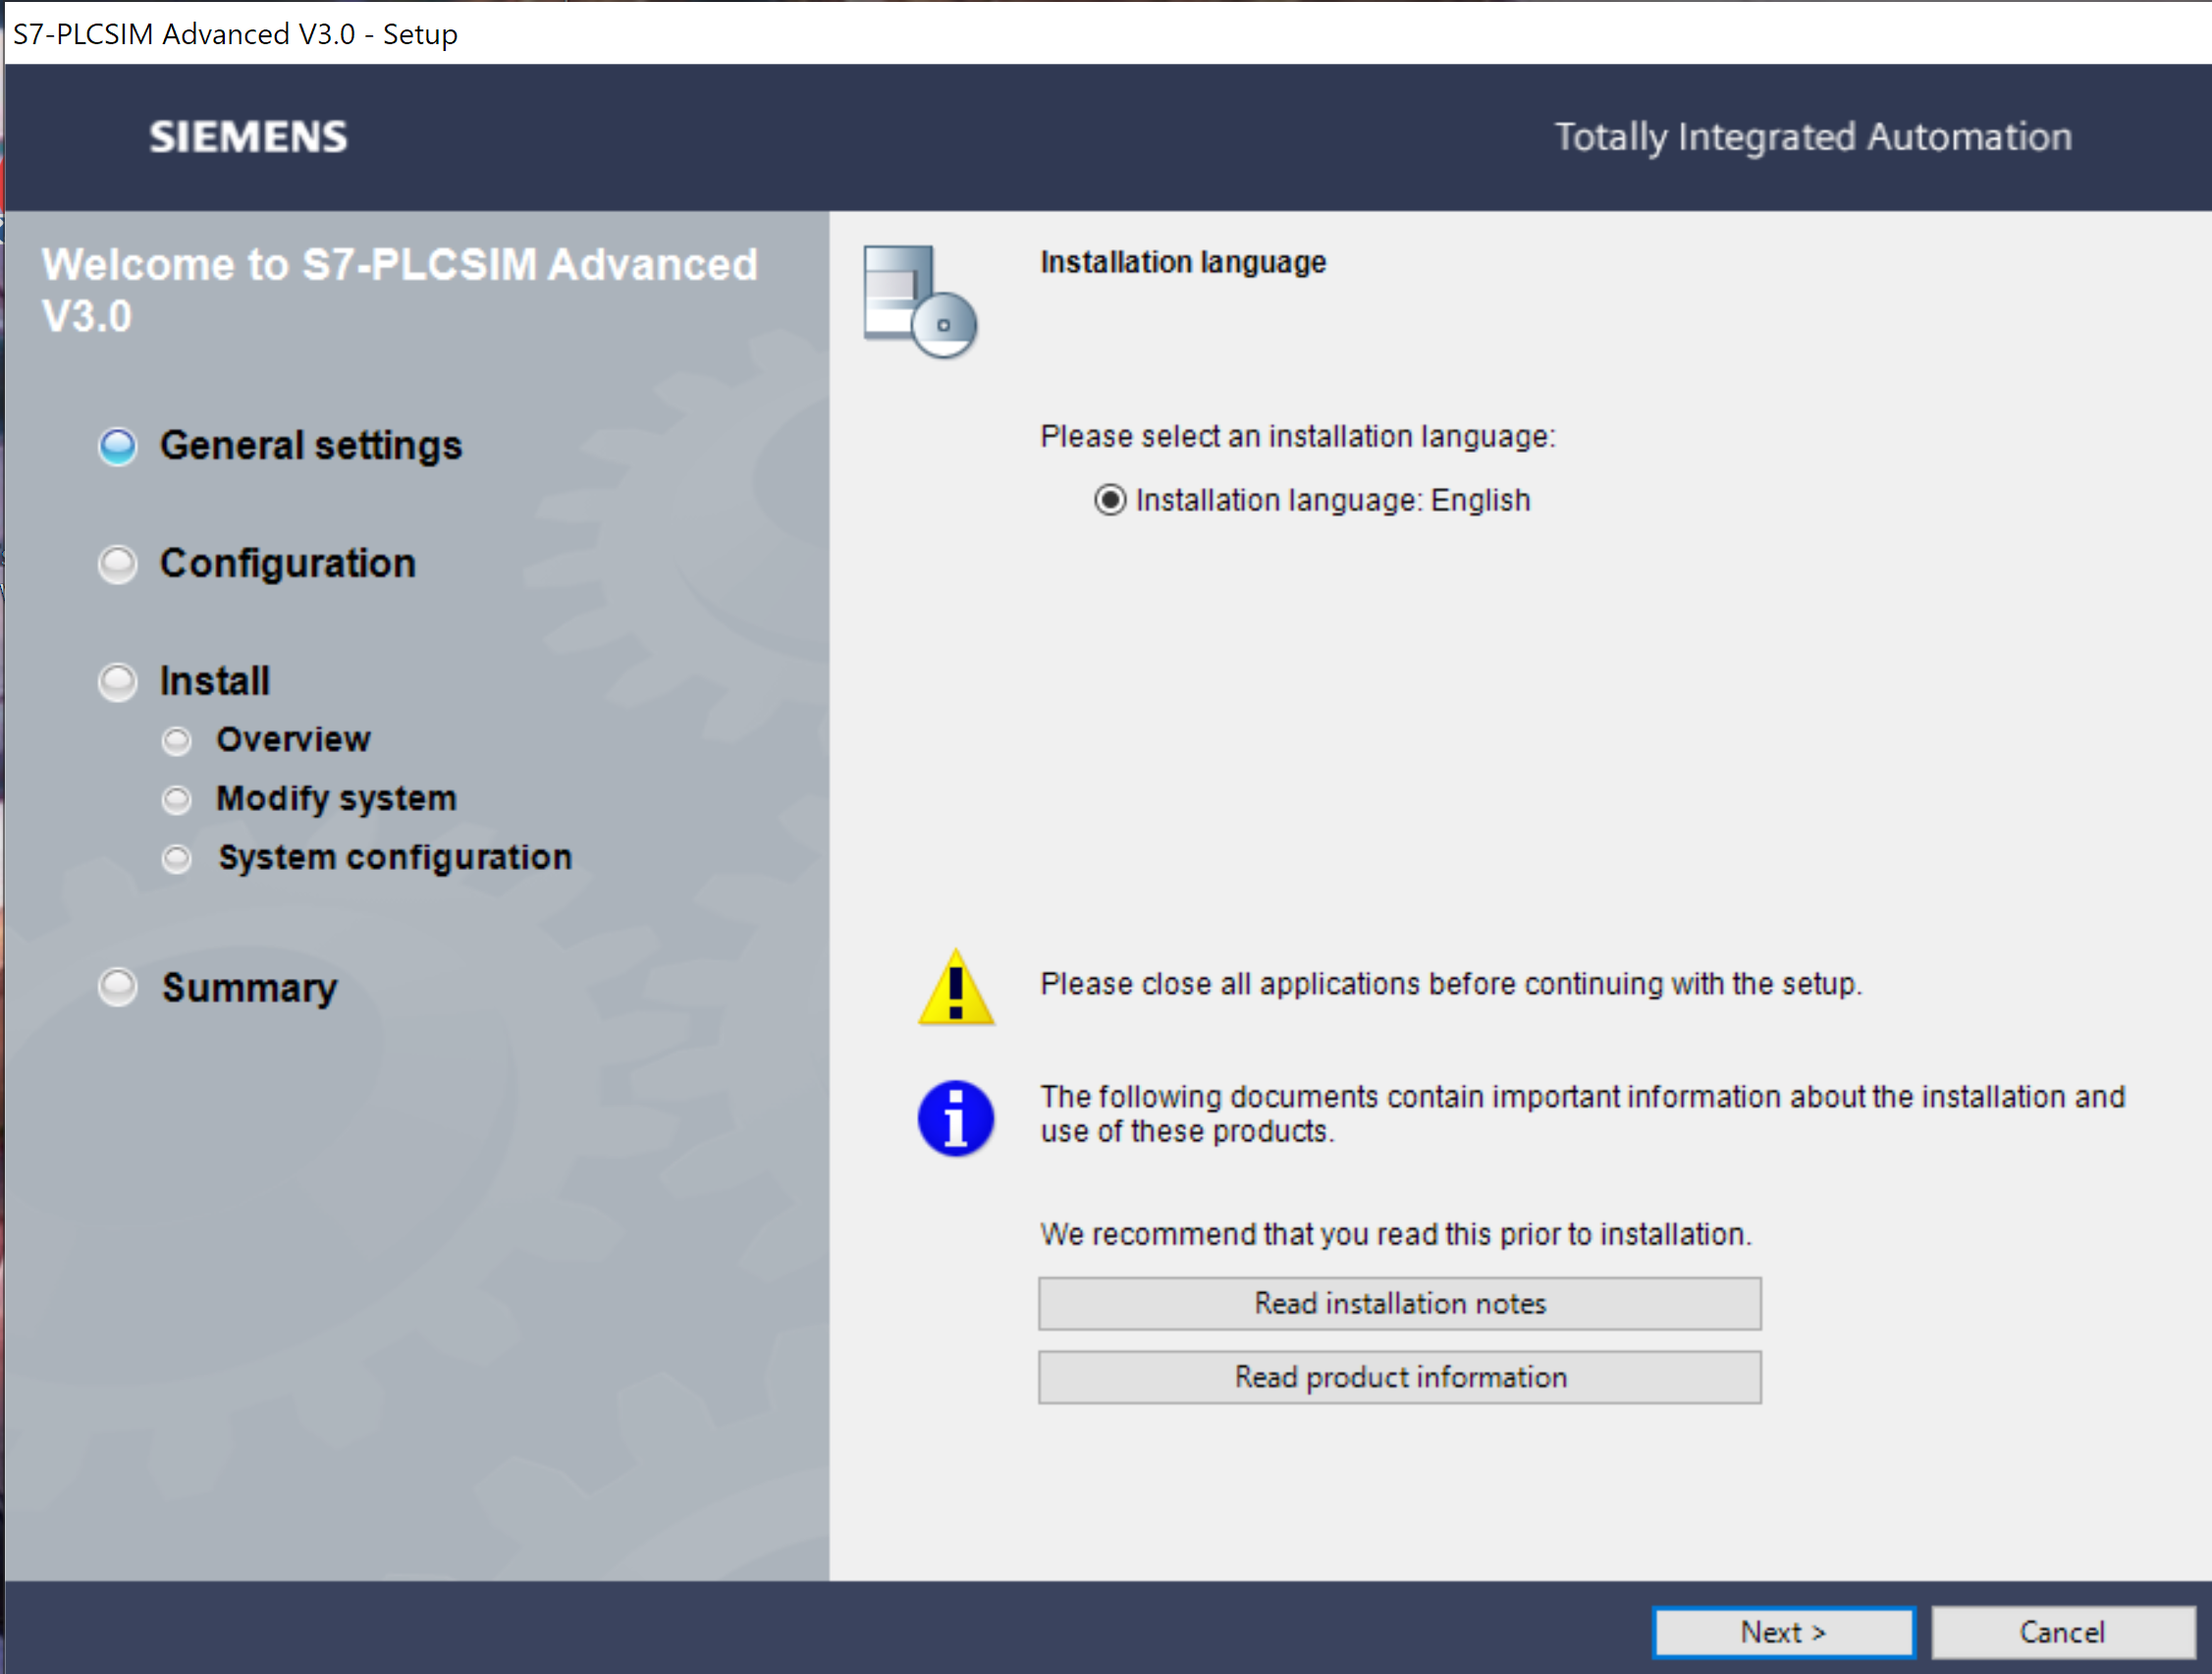 S7-PLCSIM Advanced V3.0 - Setup
SIEMENS
Totally Integrated Automation
Welcome to S7-PLCSIM Advanced
V3.0
General settings
Configuration
Install
Overview
Modify system
System configuration
Summary
Installation language
Please select an installation language:
Installation language: English
Please close all applications before continuing with the setup.
The following documents contain important information about the installation and
use of these products.
We recommend that you read this prior to installation.
Read installation notes
Read product information
Next >
Cancel